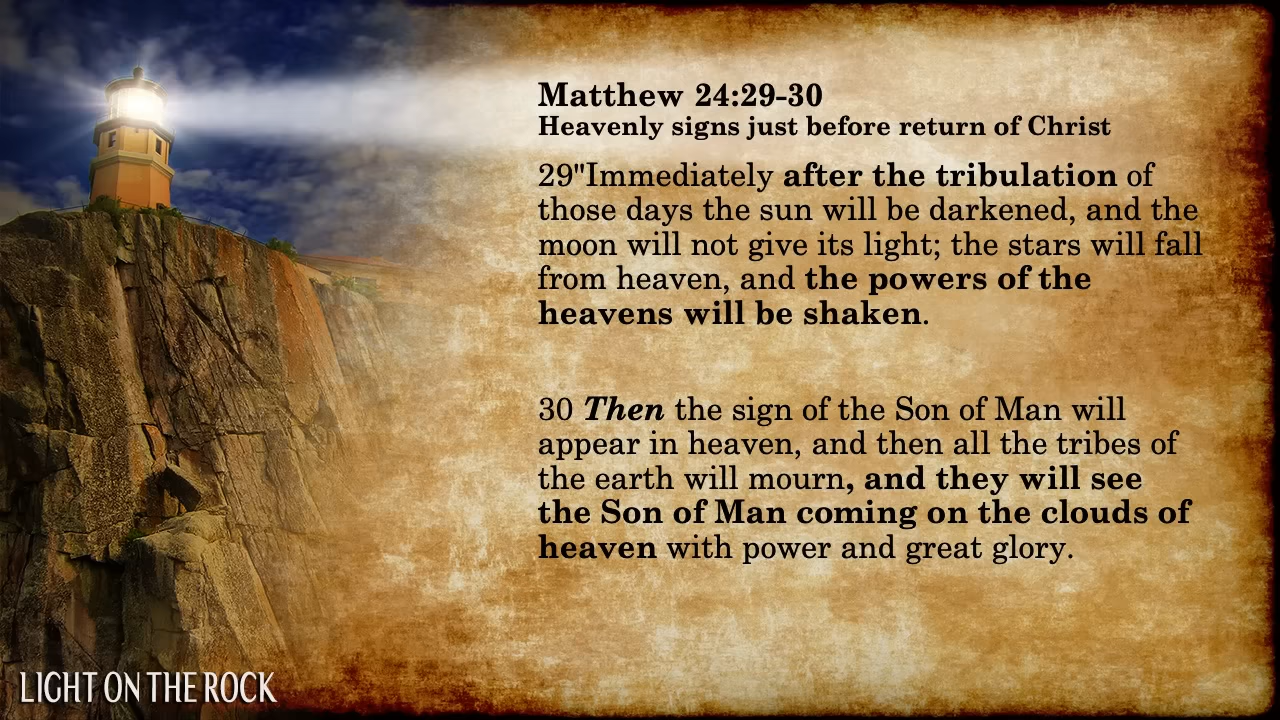 Matthew 24:29-30
Heavenly signs just before return of Christ
29"Immediately after the tribulation of
those days the sun will be darkened, and the
moon will not give its light; the stars will fall
from heaven, and the powers of the
heavens will be shaken.
30 Then the sign of the Son of Man will
appear in heaven, and then all the tribes of
the earth will mourn, and they will see
the Son of Man coming on the clouds of
heaven with power and great glory.
LIGHT ON THE ROCK